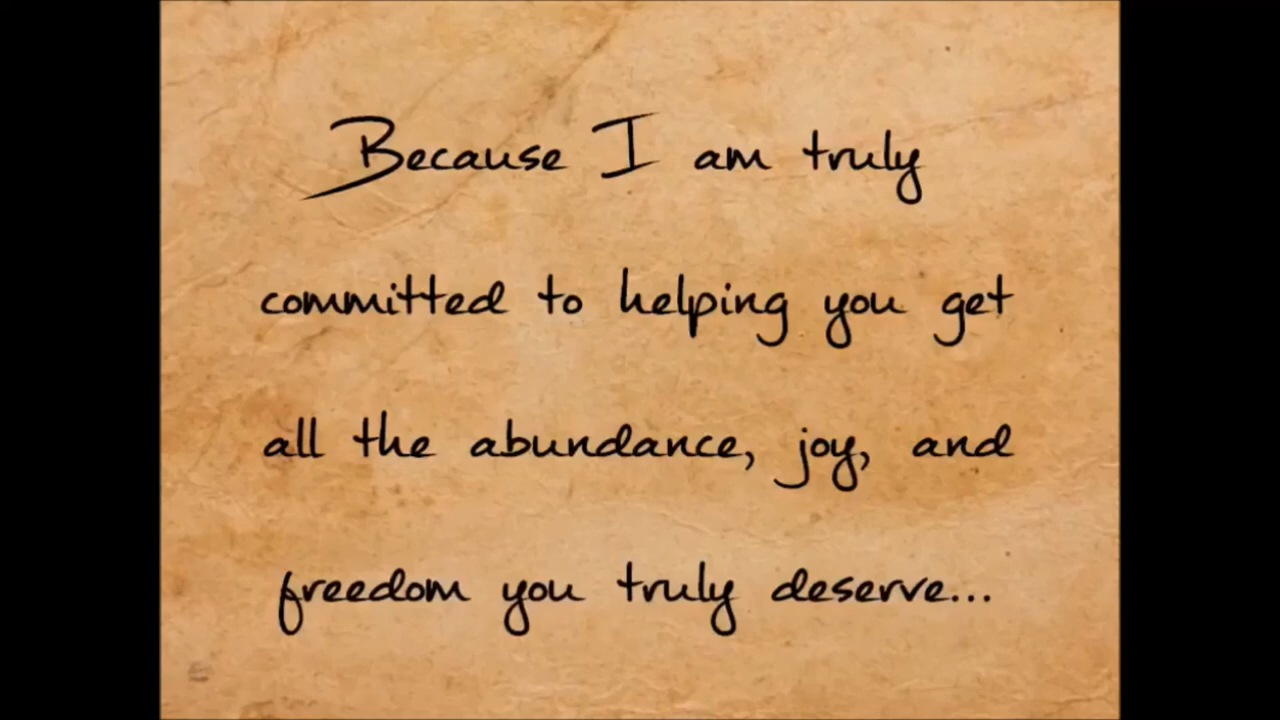 Because I am truly
committed to helping you get
all the abundance, joy, and
freedom you truly deserve...